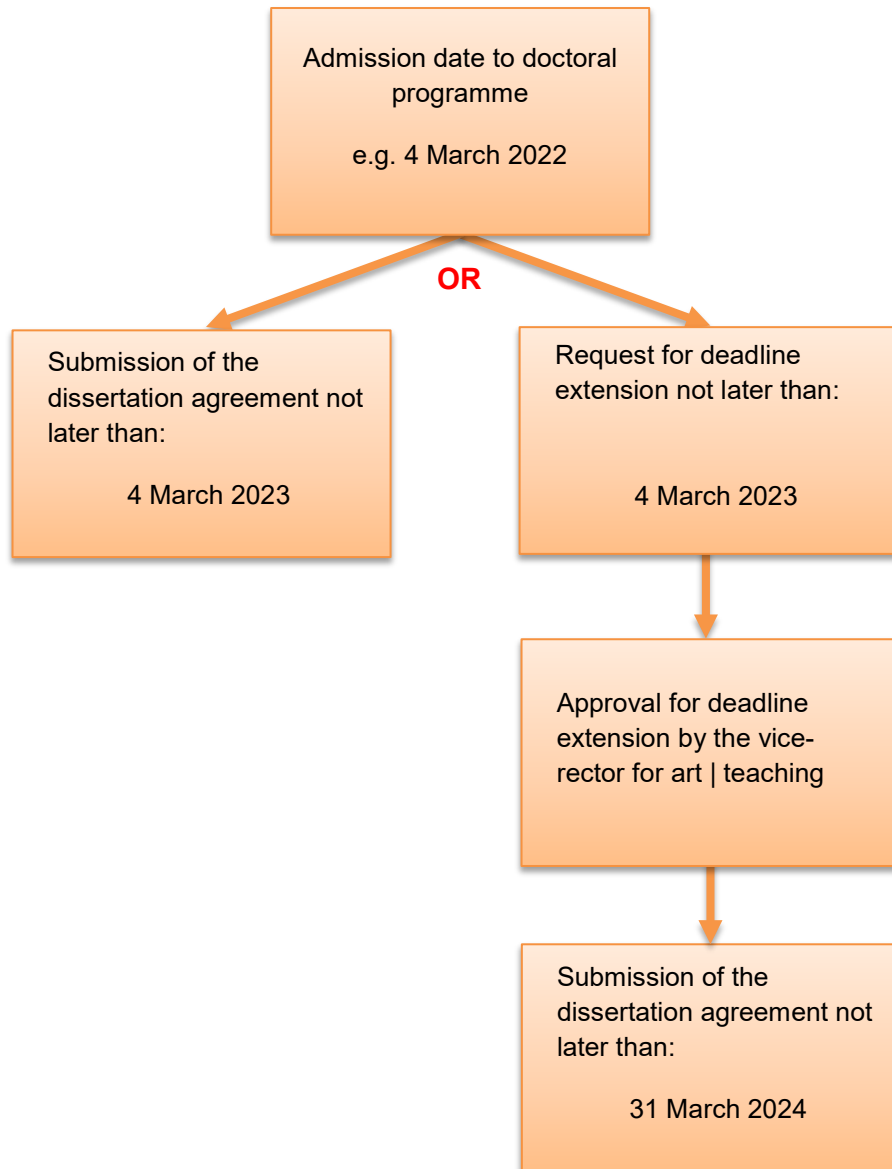 Admission date to doctoral
programme
e.g. 4 March 2022
OR
Submission of the
dissertation agreement not
later than:
4 March 2023
Request for deadline
extension not later than:
4 March 2023
Approval for deadline
extension by the vice-
rector for art | teaching
Submission of the
dissertation agreement not
later than:
31 March 2024